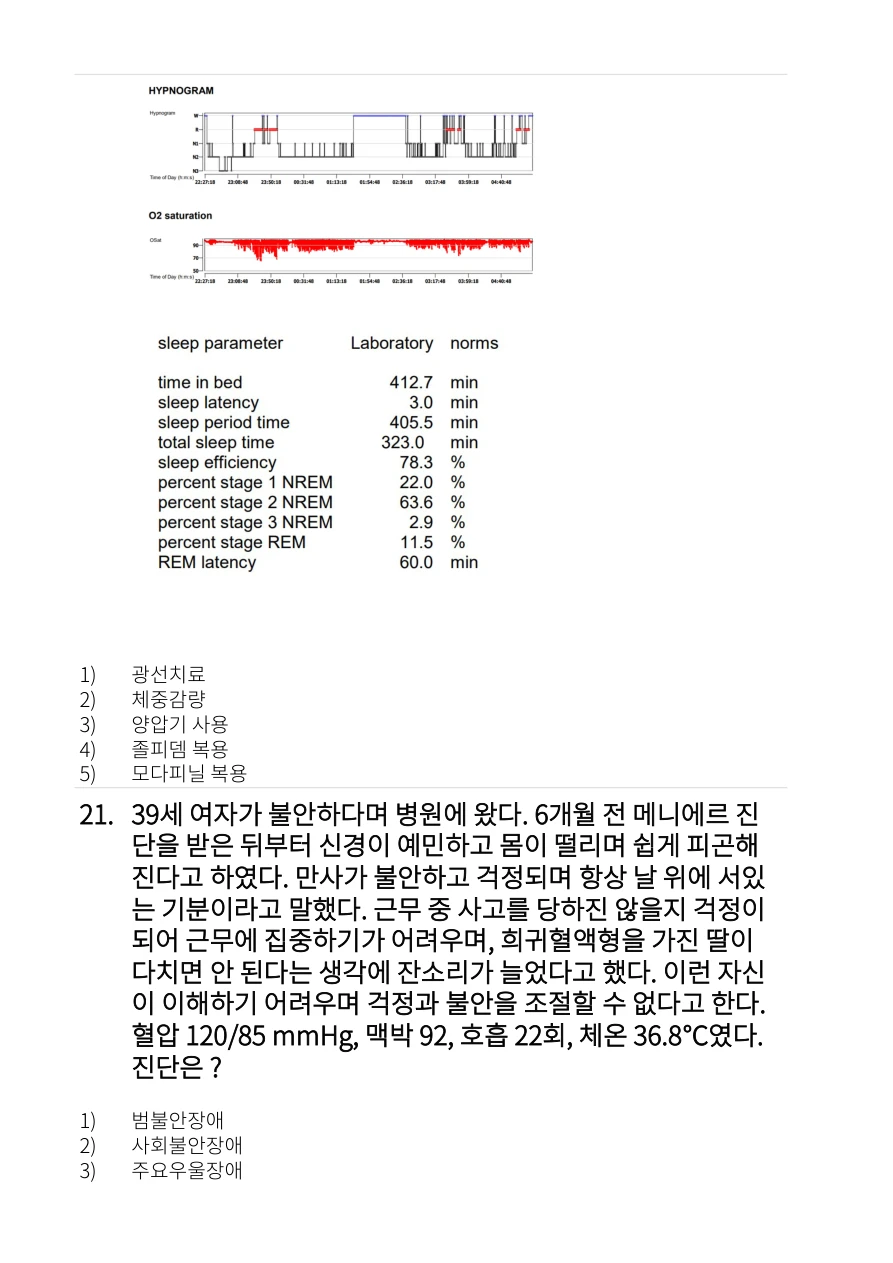 HYPNOGRAM
Hypnogram
W
R
N1
N2
N3
Time of Day (h:m:s)
22:27:18 23:08:48 23:50:18 00:31:48 01:13:18 01:54:48 02:36:18 03:17:48 03:59:18 04:40:48
O2 saturation
OSat
90
70
50
Time of Day (h:m:s)
22:27:18 23:08:48 23:50:18 00:31:48 01:13:18 01:54:48 02:36:18 03:17:48 03:59:18 04:40:48
sleep parameter Laboratory norms
time in bed 412.7 min
sleep latency 3.0 min
sleep period time 405.5 min
total sleep time 323.0 min
sleep efficiency 78.3 %
percent stage 1 NREM 22.0 %
percent stage 2 NREM 63.6 %
percent stage 3 NREM 2.9 %
percent stage REM 11.5 %
REM latency 60.0 min
1) 광선치료
2) 체중감량
3) 양압기 사용
4) 졸피뎀 복용
5) 모다피닐 복용
21. 39세 여자가 불안하다며 병원에 왔다. 6개월 전 메니에르 진
단을 받은 뒤부터 신경이 예민하고 몸이 떨리며 쉽게 피곤해
진다고 하였다. 만사가 불안하고 걱정되며 항상 날 위에 서있
는 기분이라고 말했다. 근무 중 사고를 당하진 않을지 걱정이
되어 근무에 집중하기가 어려우며, 희귀혈액형을 가진 딸이
다치면 안 된다는 생각에 잔소리가 늘었다고 했다. 이런 자신
이 이해하기 어려우며 걱정과 불안을 조절할 수 없다고 한다.
혈압 120/85 mmHg, 맥박 92, 호흡 22회, 체온 36.8°C였다.
진단은 ?
1) 범불안장애
2) 사회불안장애
3) 주요우울장애